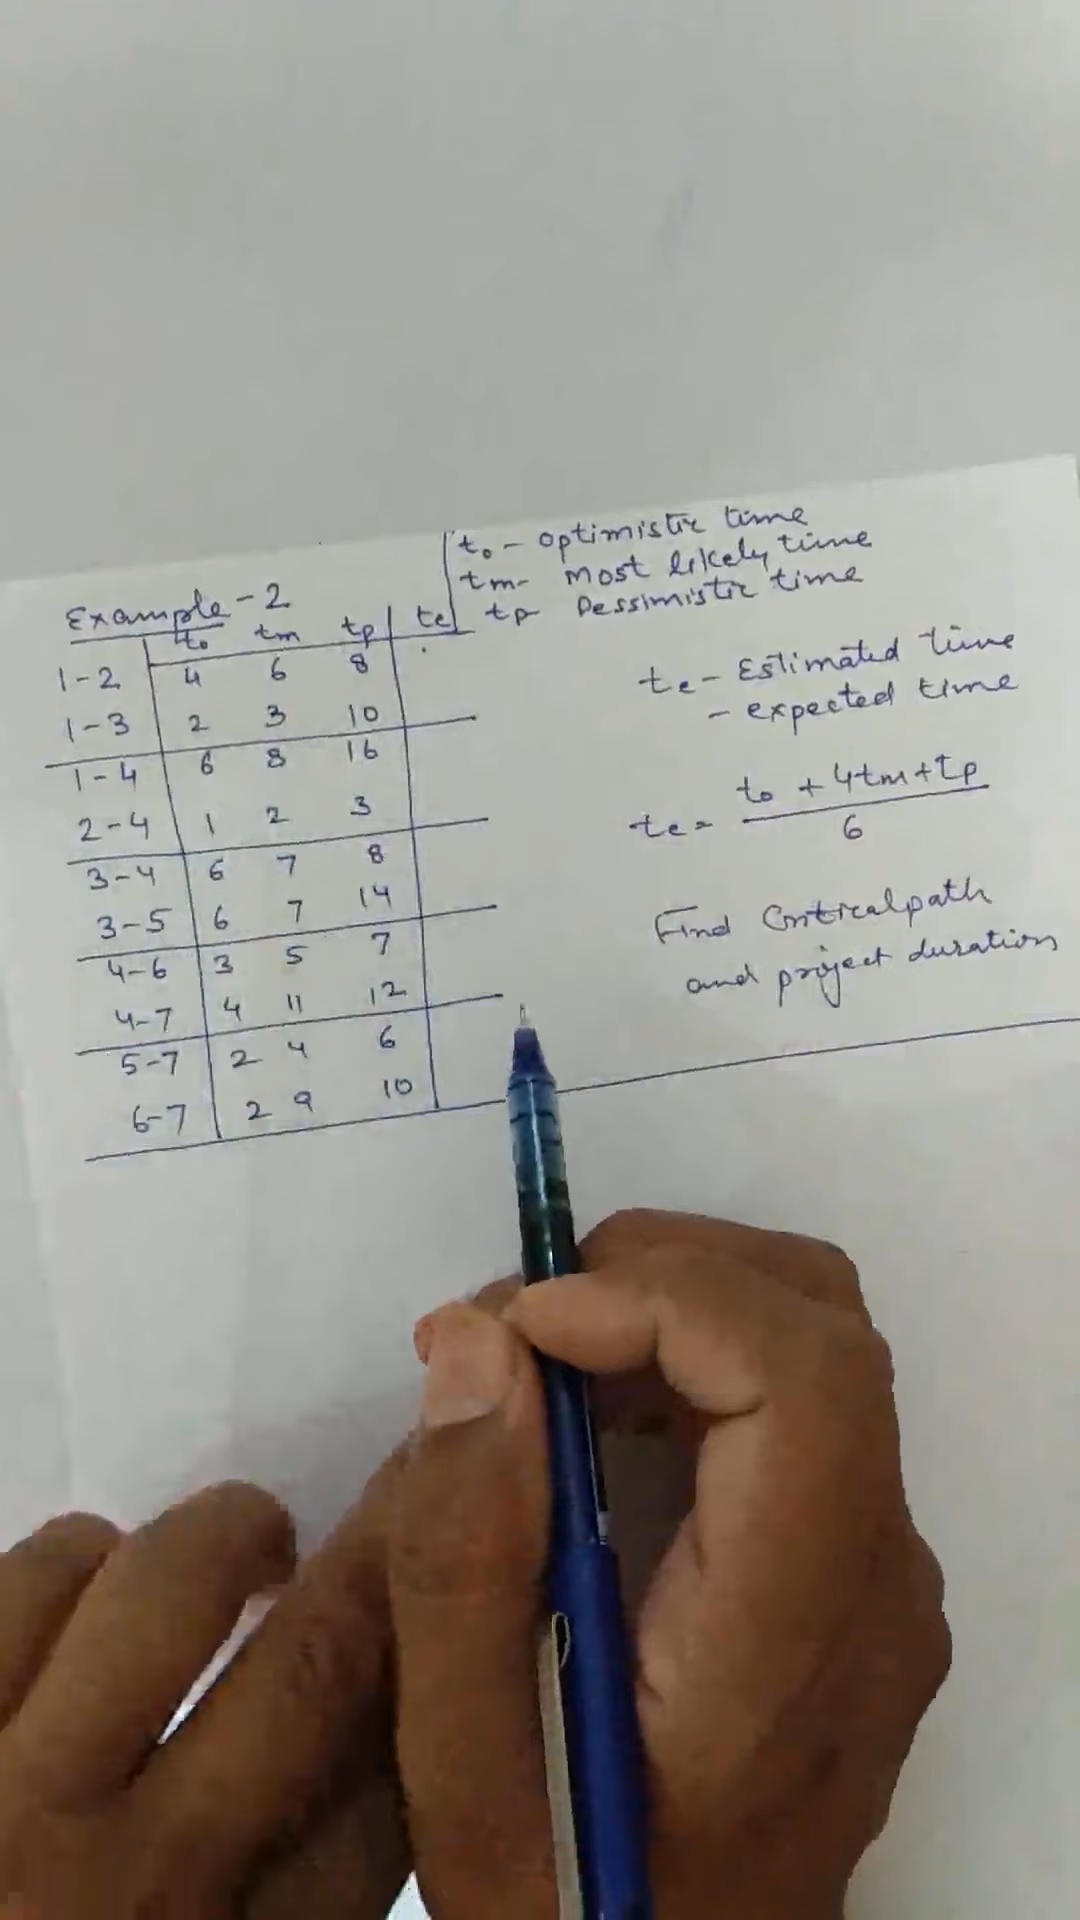 Example-2
to tm tp te
1-2 4 6 8
1-3 2 3 10
1-4 6 8 16
2-4 1 2 3
3-4 6 7 8
3-5 6 7 14
4-6 3 5 7
4-7 4 11 12
5-7 2 4 6
6-7 2 9 10
to - optimistic time
tm- most likely time
tp Pessimistic time
te - Estimated time
- expected time
te = to + 4tm + tp
6
Find Criticalpath
and project duration